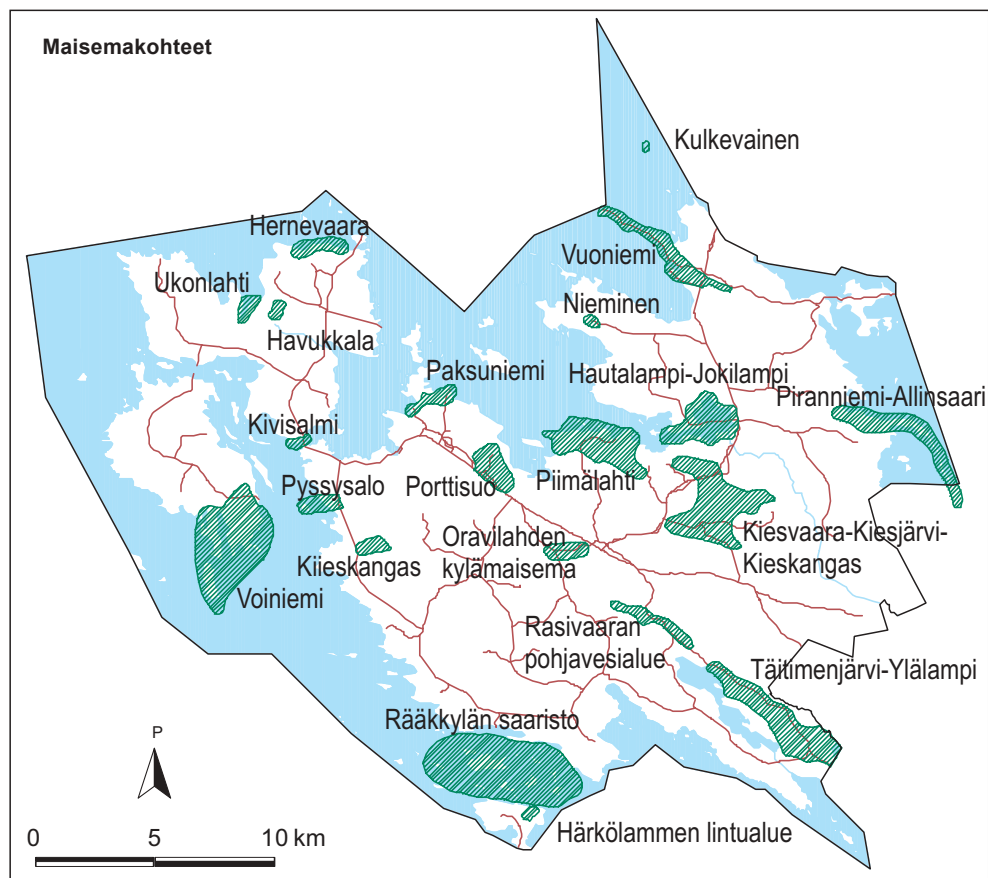 Maisemakohteet
Kulkevainen
Hernevaara
Vuoniemi
Ukonlahti
Nieminen
Havukkala
Paksuniemi
Hautalampi-Jokilampi
Piranniemi-Allinsaari
Kivisalmi
Pyssysalo
Porttisuo
Piimälahti
Oravilahden
kylämaisema
Kiesvaara-Kiesjärvi-
Kieskangas
Kiieskangas
Voiniemi
Rasivaaran
pohjavesialue
Täitimenjärvi-Ylälampi
Rääkkylän saaristo
P
Härkölammen lintualue
0 5 10 km